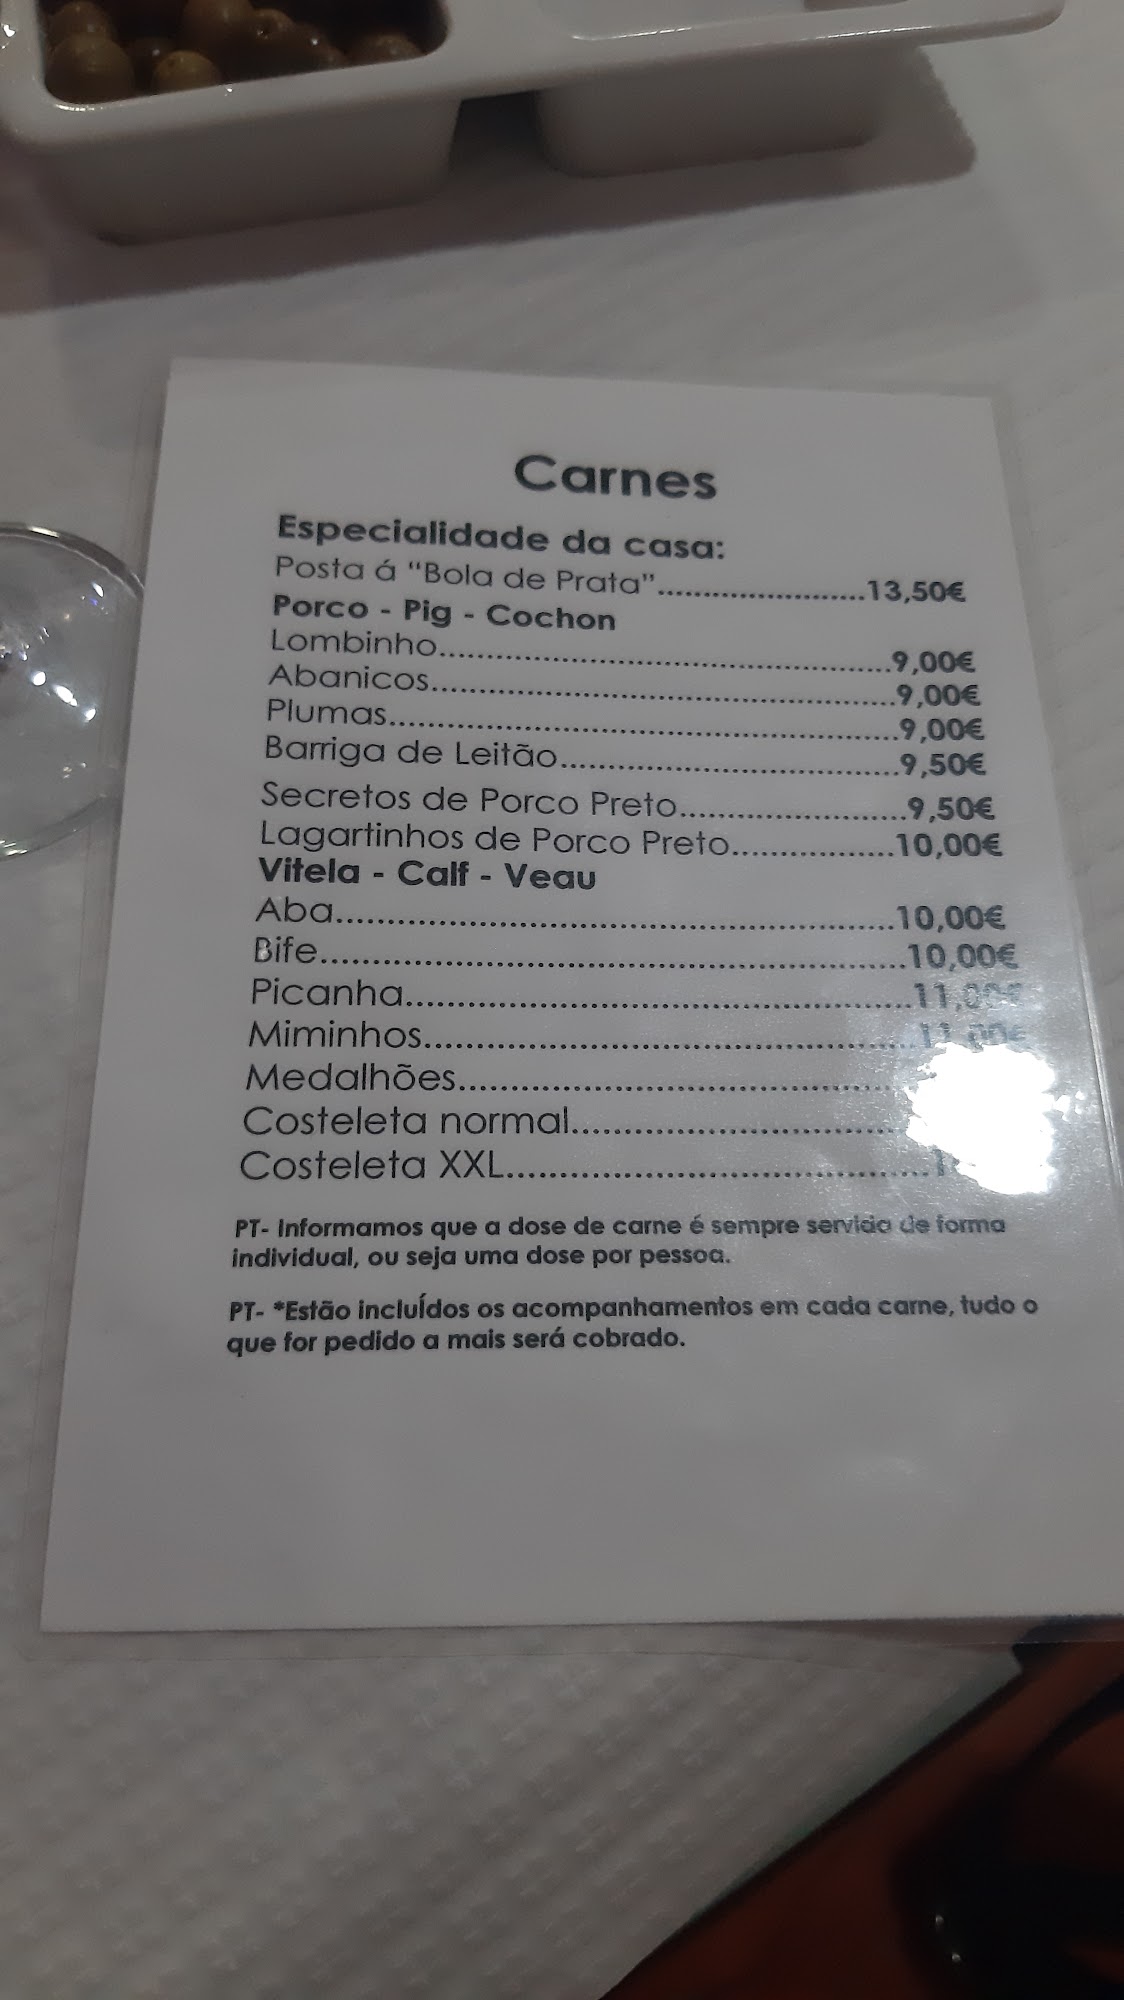 Carnes
Especialidade da casa:
Posta á “Bola de Prata”.......................13,50€
Porco - Pig - Cochon
Lombinho..................................................9,00€
Abanicos...................................................9,00€
Plumas.......................................................9,00€
Barriga de Leitão.....................................9,50€
Secretos de Porco Preto.........................9,50€
Lagartinhos de Porco Preto..................10,00€
Vitela - Calf - Veau
Aba............................................................10,00€
Bife..............................................................10,00€
Picanha.....................................................11,00€
Miminhos...................................................11,00€
Medalhões..............................................
Costeleta normal..................................
Costeleta XXL..........................................
PT- Informamos que a dose de carne é sempre servida de forma
individual, ou seja uma dose por pessoa.
PT- *Estão incluídos os acompanhamentos em cada carne, tudo o
que for pedido a mais será cobrado.